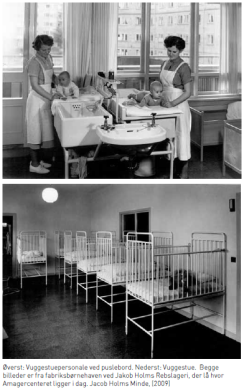 Øverst: Vuggestuepersonale ved puslebord. Nederst: Vuggestue. Begge
billeder er fra fabriksbørnehaven ved Jakob Holms Rebslageri, der lå hvor
Amagercenteret ligger i dag. Jacob Holms Minde, (2009)